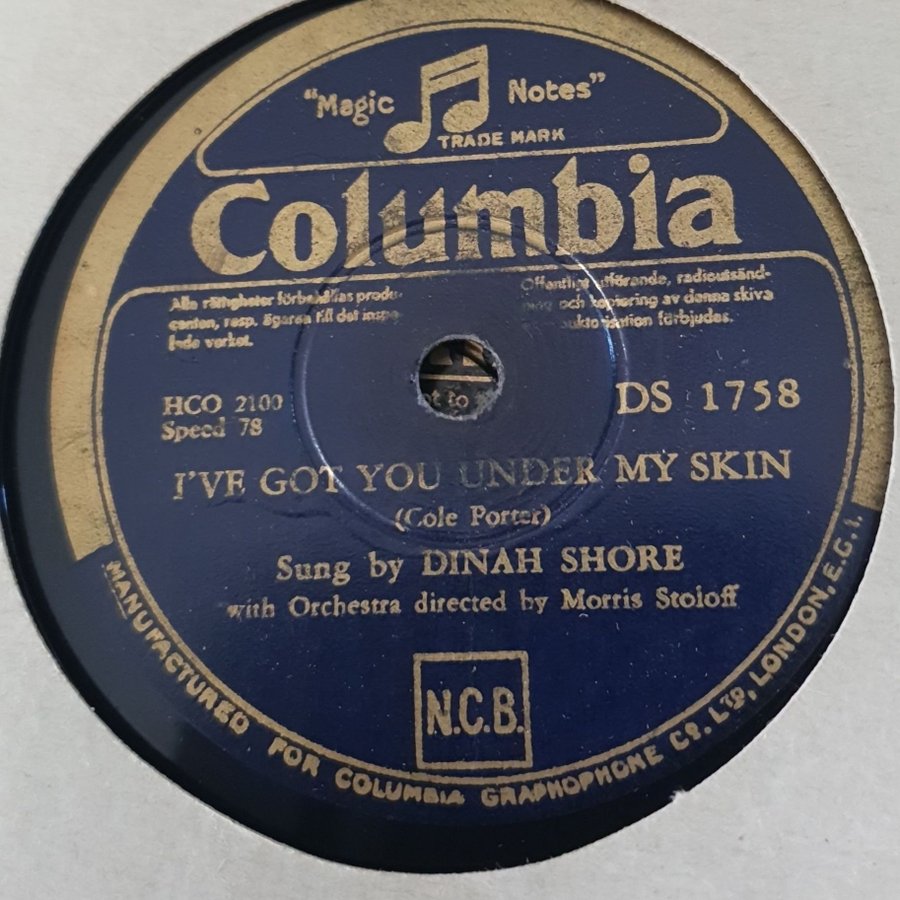 "Magic Notes"
TRADE MARK
Columbia
Alla rättigheter förbehållas produ-
centen, resp. ägaren till det inspe-
lade verket.
Offentligt utförande, radioutsänd-
ning och kopiering av denna skiva
förbjudes.
HCO 2100
Speed 78
DS 1758
I'VE GOT YOU UNDER MY SKIN
(Cole Porter)
Sung by DINAH SHORE
with Orchestra directed by Morris Stoloff
N.C.B.
MANUFACTURED FOR COLUMBIA GRAPHOPHONE CO. LTD., LONDON, E.C.1.